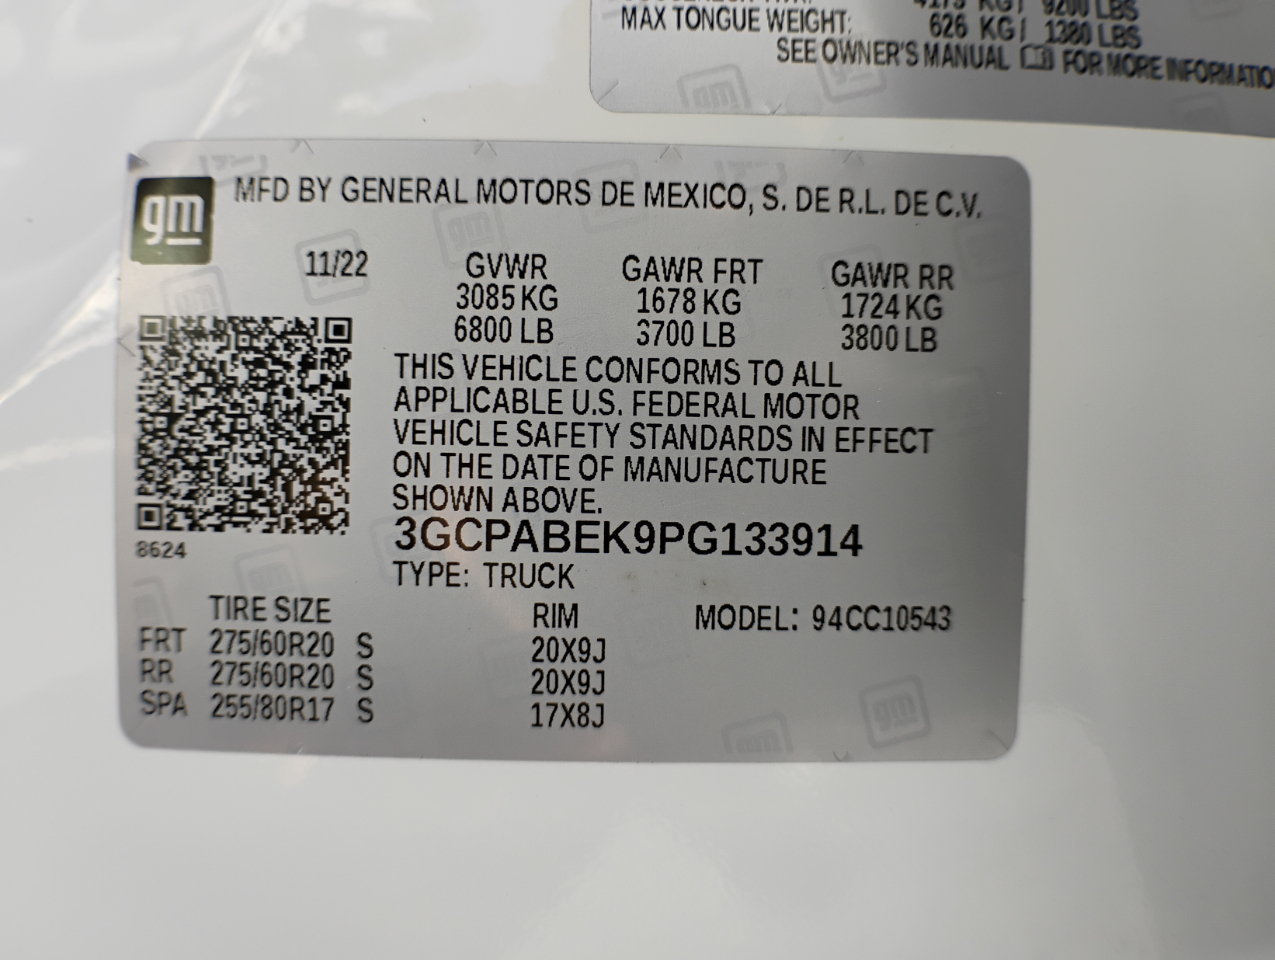 4173 KG | 9200 LBS
MAX TONGUE WEIGHT: 626 KG | 1380 LBS
SEE OWNER'S MANUAL FOR MORE INFORMATIO
gm
MFD BY GENERAL MOTORS DE MEXICO, S. DE R.L. DE C.V.
11/22 GVWR GAWR FRT GAWR RR
3085 KG 1678 KG 1724 KG
6800 LB 3700 LB 3800 LB
THIS VEHICLE CONFORMS TO ALL
APPLICABLE U.S. FEDERAL MOTOR
VEHICLE SAFETY STANDARDS IN EFFECT
ON THE DATE OF MANUFACTURE
SHOWN ABOVE.
3GCPABEK9PG133914
8624
TYPE: TRUCK
TIRE SIZE RIM MODEL: 94CC10543
FRT 275/60R20 S 20X9J
RR 275/60R20 S 20X9J
SPA 255/80R17 S 17X8J